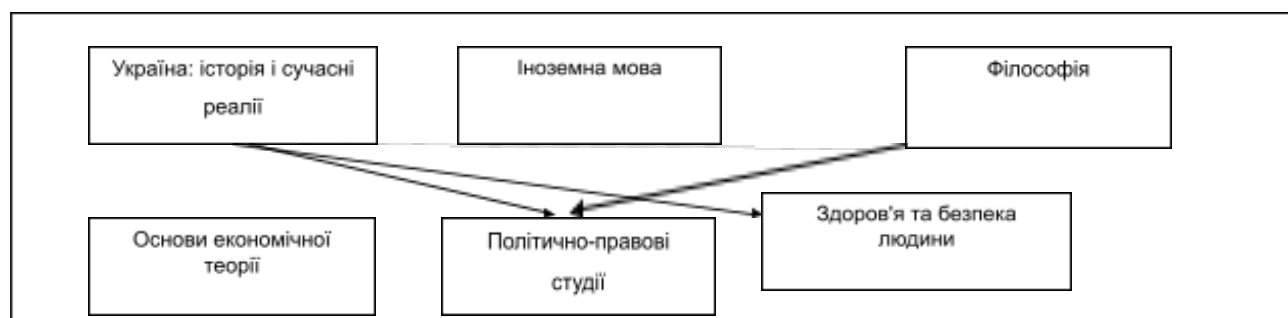 Україна: історія і сучасні
реалії
Іноземна мова
Філософія
Основи економічної
теорії
Політично-правові
студії
Здоров'я та безпека
людини